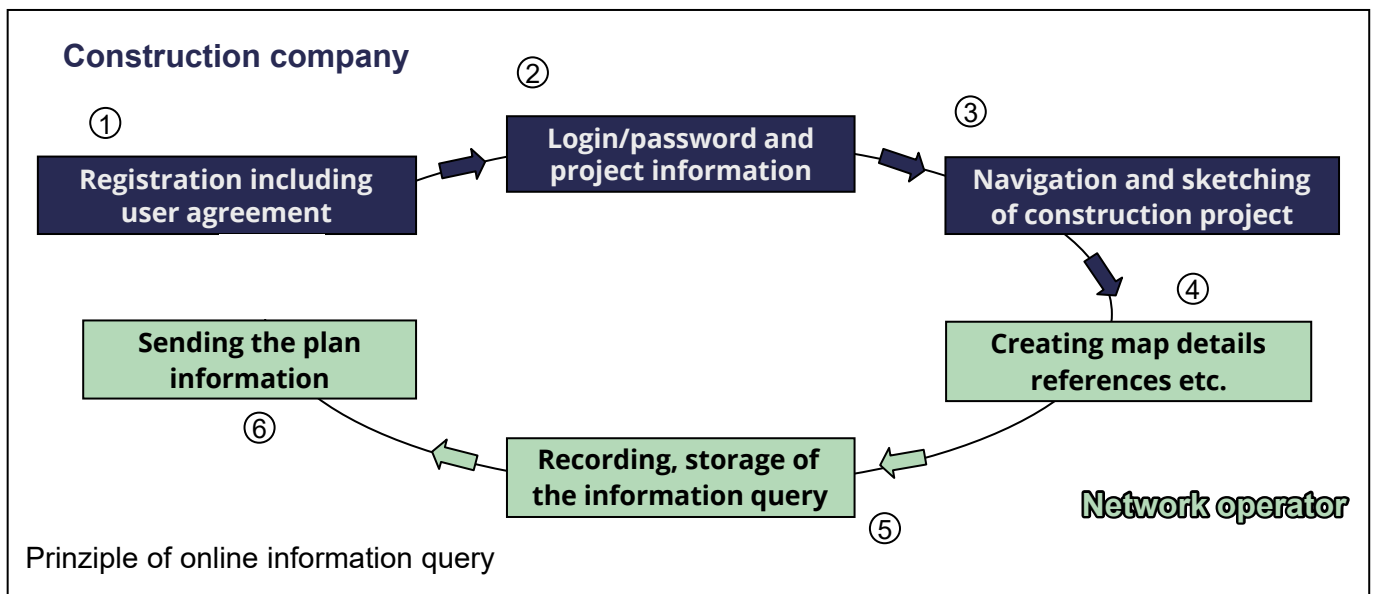 Construction company
①
Registration including
user agreement
②
Login/password and
project information
③
Navigation and sketching
of construction project
④
Creating map details
references etc.
⑤
Recording, storage of
the information query
⑥
Sending the plan
information
Network operator
Prinziple of online information query